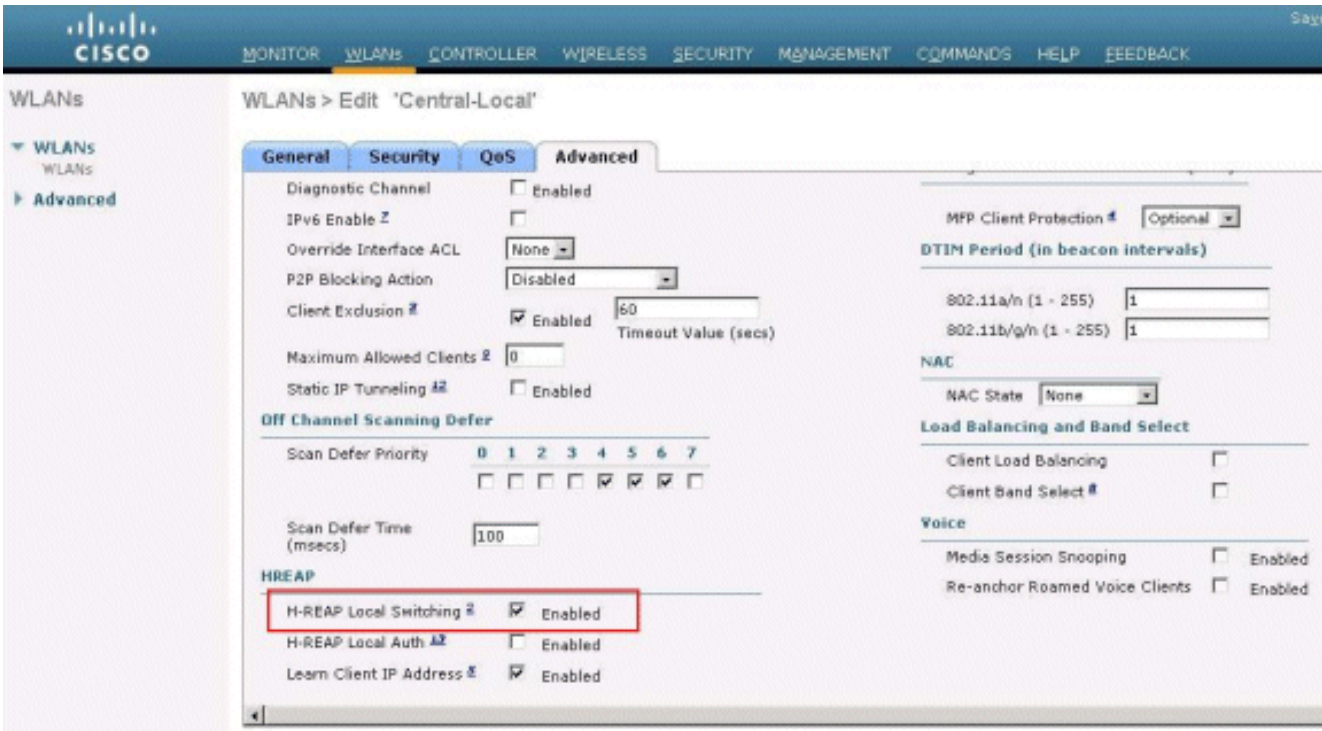 Save
CISCO
MONITOR WLANs CONTROLLER WIRELESS SECURITY MANAGEMENT COMMANDS HELP FEEDBACK
WLANs
WLANs
WLANs
Advanced
WLANs > Edit 'Central-Local'
General Security QoS Advanced
Diagnostic Channel Enabled
IPv6 Enable 7
Override Interface ACL None
P2P Blocking Action Disabled
Client Exclusion Enabled 60
Timeout Value (secs)
Maximum Allowed Clients 0
Static IP Tunneling 12 Enabled
Off Channel Scanning Defer
Scan Defer Priority 0 1 2 3 4 5 6 7
Scan Defer Time
(msecs) 100
HREAP
H-REAP Local Switching 2 Enabled
H-REAP Local Auth 12 Enabled
Learn Client IP Address Enabled
MFP Client Protection 4 Optional
DTIM Period (in beacon intervals)
802.11a/n (1 - 255) 1
802.11b/g/n (1 - 255) 1
NAC
NAC State None
Load Balancing and Band Select
Client Load Balancing
Client Band Select
Voice
Media Session Snooping Enabled
Re-anchor Roamed Voice Clients Enabled